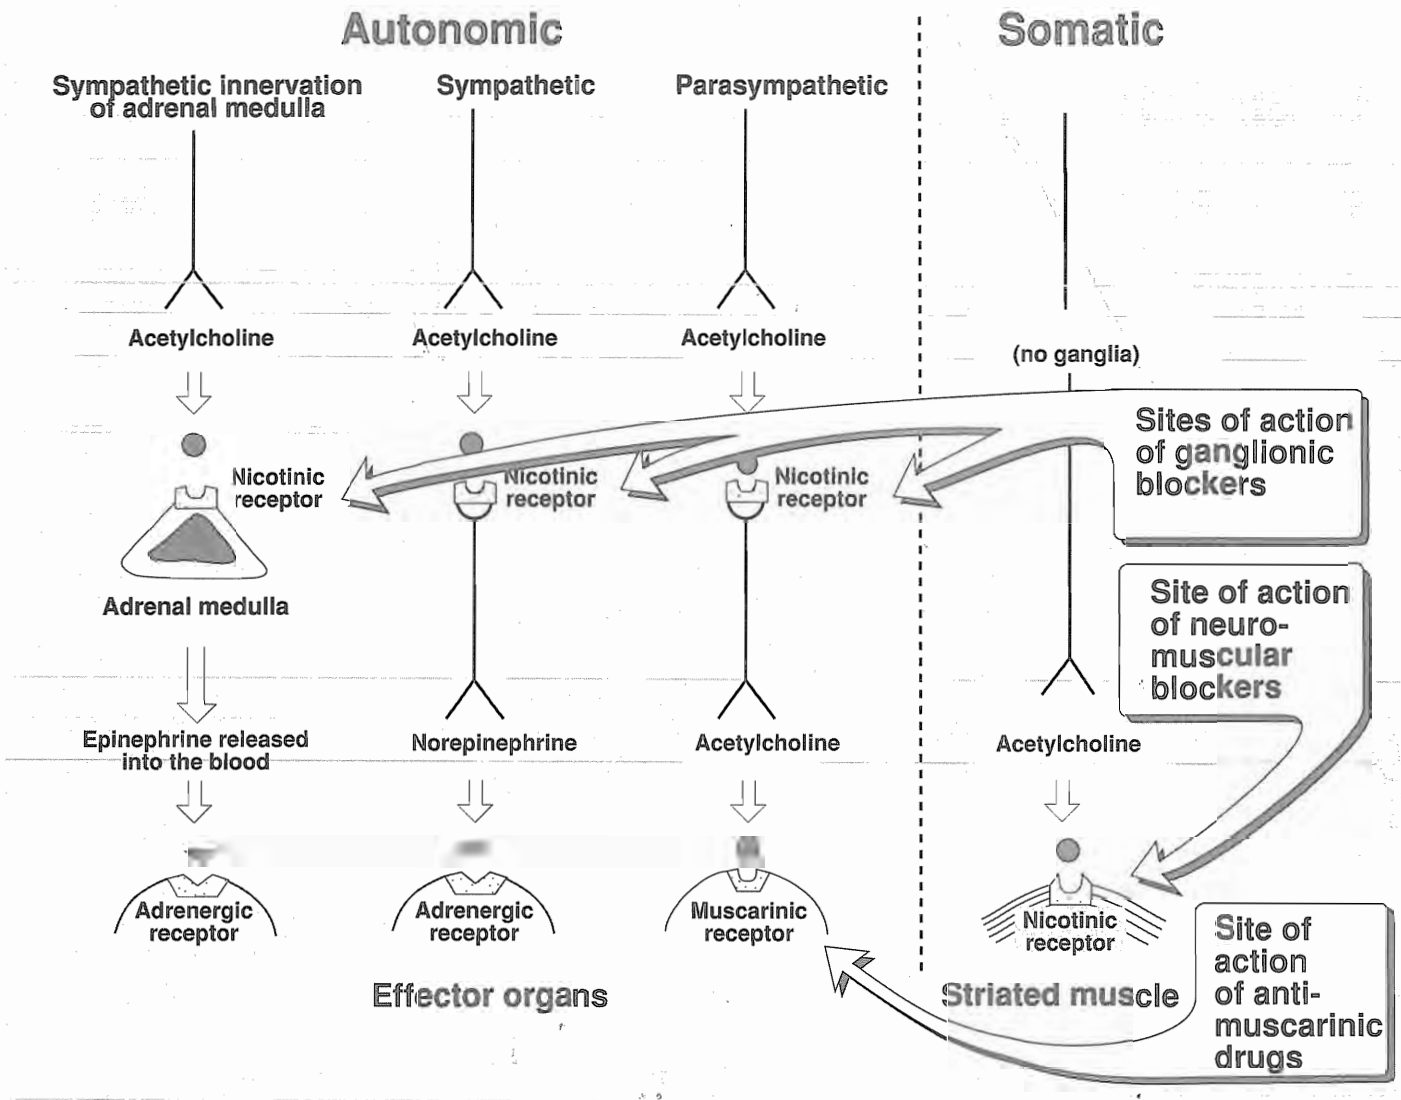 Autonomic
Somatic
Sympathetic innervation
of adrenal medulla
Sympathetic
Parasympathetic
Acetylcholine
Acetylcholine
Acetylcholine
(no ganglia)
Nicotinic
receptor
Nicotinic
receptor
Nicotinic
receptor
Sites of action
of ganglionic
blockers
Adrenal medulla
Site of action
of neuro-
muscular
blockers
Epinephrine released
into the blood
Norepinephrine
Acetylcholine
Acetylcholine
Adrenergic
receptor
Adrenergic
receptor
Muscarinic
receptor
Nicotinic
receptor
Site of
action
of anti-
muscarinic
drugs
Effector organs
Striated muscle